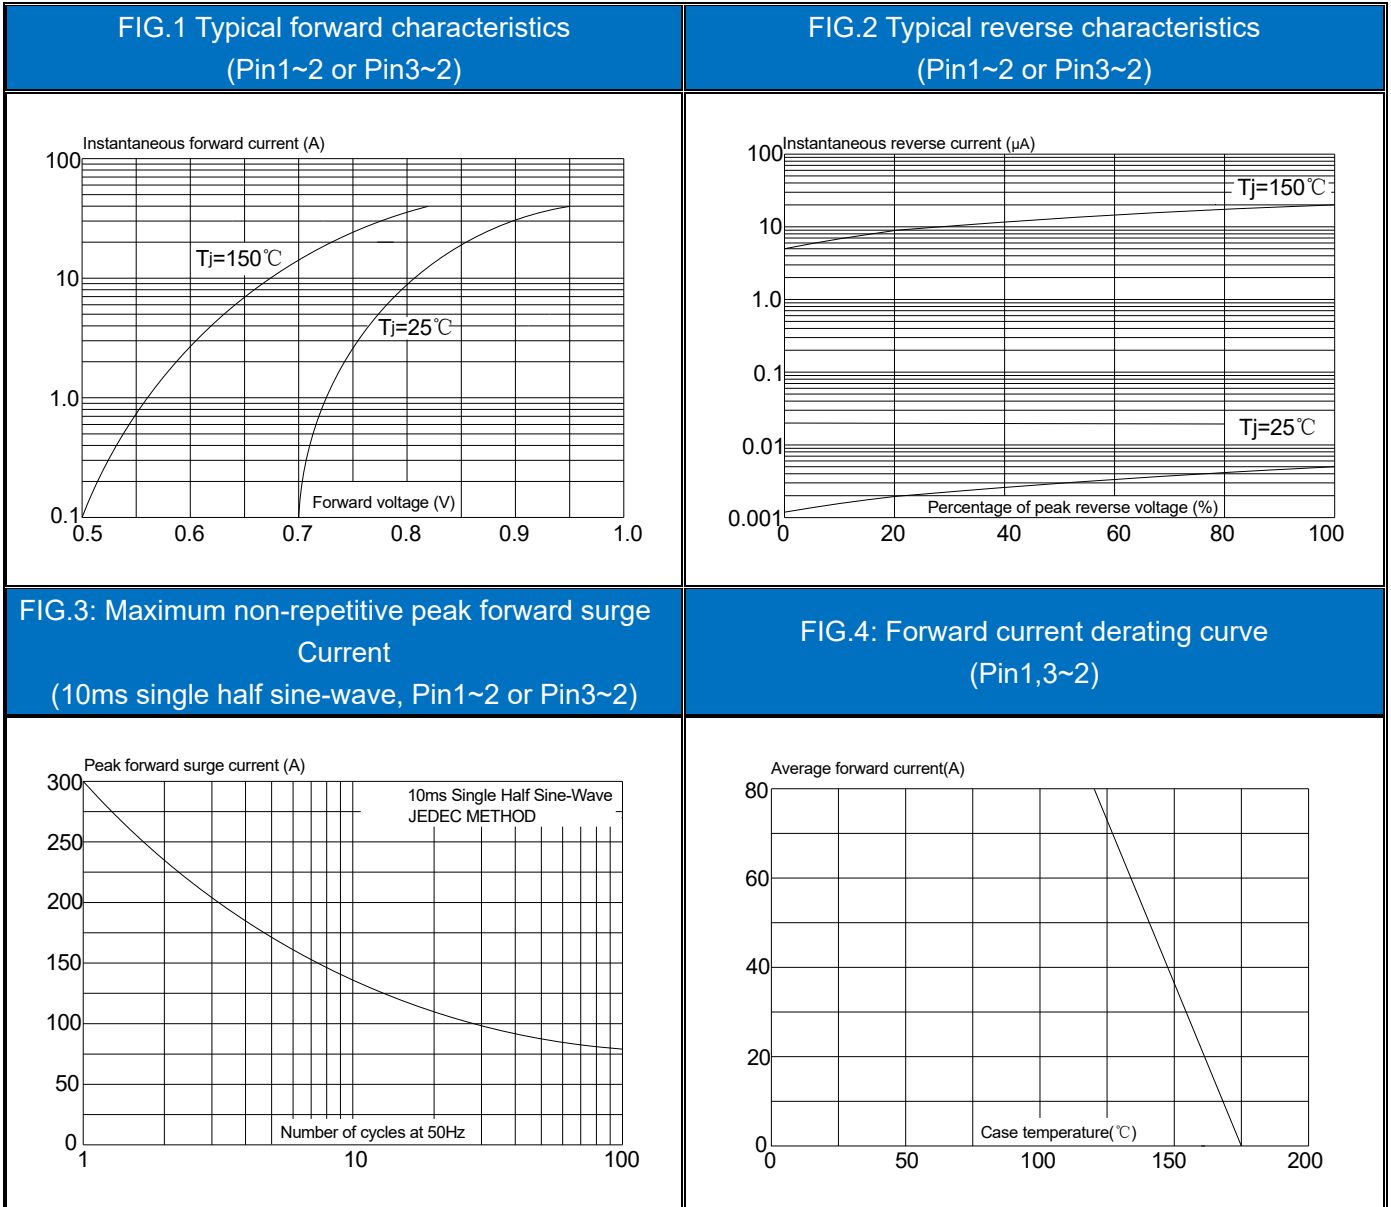 FIG.1 Typical forward characteristics
(Pin1~2 or Pin3~2)
FIG.2 Typical reverse characteristics
(Pin1~2 or Pin3~2)
Instantaneous forward current (A)
100
10
1.0
0.1
Tj=150℃
Tj=25℃
Forward voltage (V)
0.5 0.6 0.7 0.8 0.9 1.0
Instantaneous reverse current (μA)
100
10
1.0
0.1
0.01
0.001
Tj=150℃
Tj=25℃
Percentage of peak reverse voltage (%)
0 20 40 60 80 100
FIG.3: Maximum non-repetitive peak forward surge
Current
(10ms single half sine-wave, Pin1~2 or Pin3~2)
FIG.4: Forward current derating curve
(Pin1,3~2)
Peak forward surge current (A)
300
250
200
150
100
50
0
10ms Single Half Sine-Wave
JEDEC METHOD
Number of cycles at 50Hz
1 10 100
Average forward current(A)
80
60
40
20
0
Case temperature(℃)
0 50 100 150 200